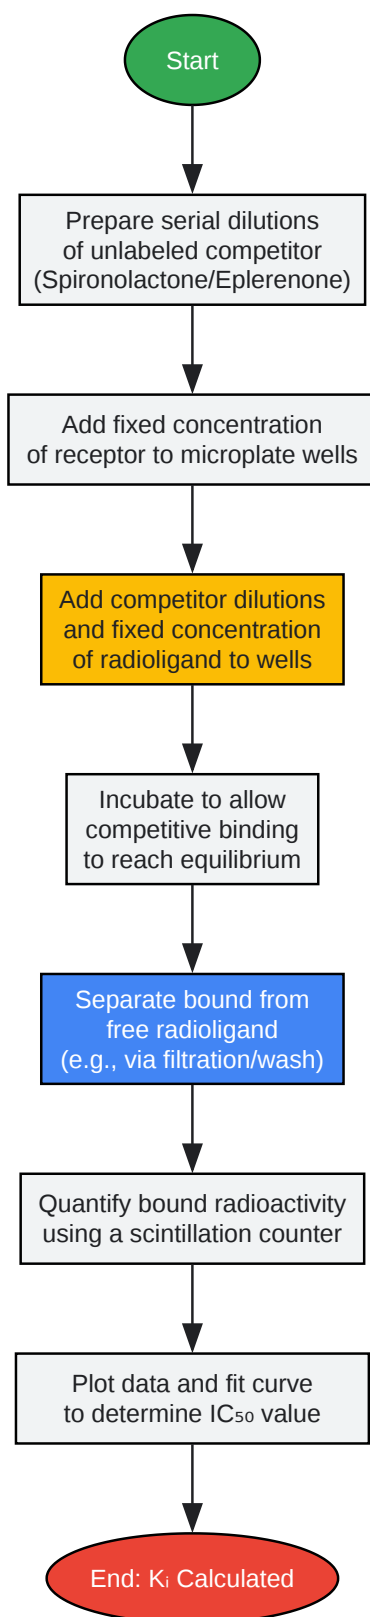 Start
Prepare serial dilutions
of unlabeled competitor
(Spironolactone/Eplerenone)
Add fixed concentration
of receptor to microplate wells
Add competitor dilutions
and fixed concentration
of radioligand to wells
Incubate to allow
competitive binding
to reach equilibrium
Separate bound from
free radioligand
(e.g., via filtration/wash)
Quantify bound radioactivity
using a scintillation counter
Plot data and fit curve
to determine IC₅₀ value
End: Kᵢ Calculated